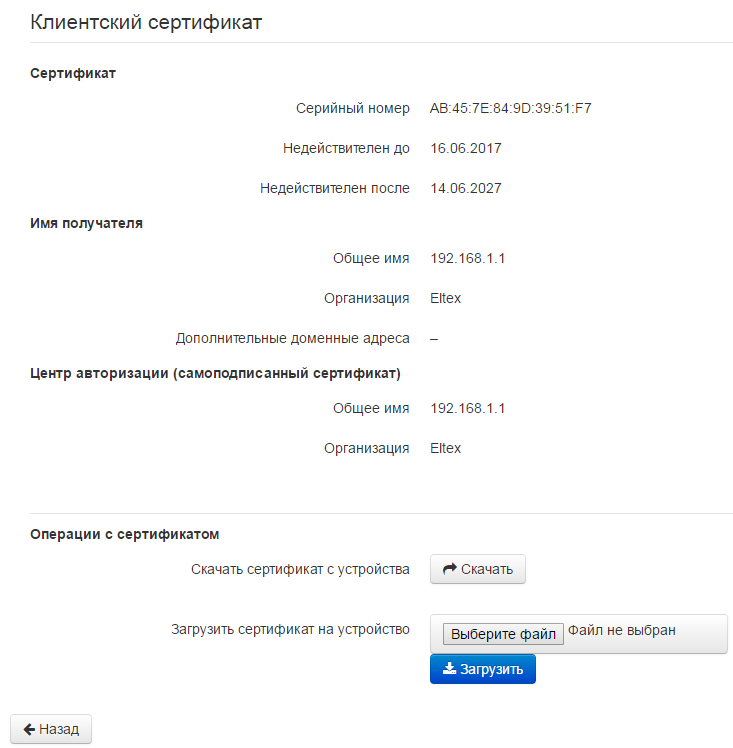 Клиентский сертификат
Сертификат
Серийный номер AB:45:7E:84:9D:39:51:F7
Недействителен до 16.06.2017
Недействителен после 14.06.2027
Имя получателя
Общее имя 192.168.1.1
Организация Eltex
Дополнительные доменные адреса –
Центр авторизации (самоподписанный сертификат)
Общее имя 192.168.1.1
Организация Eltex
Операции с сертификатом
Скачать сертификат с устройства Скачать
Загрузить сертификат на устройство Выберите файл Файл не выбран
Загрузить
Назад